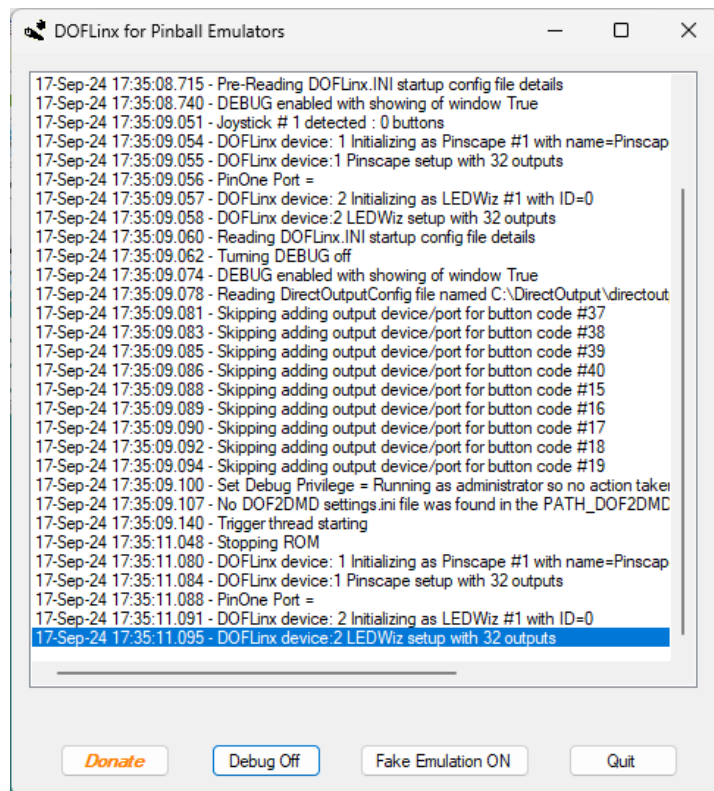 DOFLinx for Pinball Emulators
17-Sep-24 17:35:08.715 - Pre-Reading DOFLinx.INI startup config file details
17-Sep-24 17:35:08.740 - DEBUG enabled with showing of window True
17-Sep-24 17:35:09.051 - Joystick # 1 detected : 0 buttons
17-Sep-24 17:35:09.054 - DOFLinx device: 1 Initializing as Pinscape #1 with name=Pinscap
17-Sep-24 17:35:09.055 - DOFLinx device:1 Pinscape setup with 32 outputs
17-Sep-24 17:35:09.056 - PinOne Port =
17-Sep-24 17:35:09.057 - DOFLinx device: 2 Initializing as LEDWiz #1 with ID=0
17-Sep-24 17:35:09.058 - DOFLinx device:2 LEDWiz setup with 32 outputs
17-Sep-24 17:35:09.060 - Reading DOFLinx.INI startup config file details
17-Sep-24 17:35:09.062 - Turning DEBUG off
17-Sep-24 17:35:09.074 - DEBUG enabled with showing of window True
17-Sep-24 17:35:09.078 - Reading DirectOutputConfig file named C:\DirectOutput\directout
17-Sep-24 17:35:09.081 - Skipping adding output device/port for button code #37
17-Sep-24 17:35:09.083 - Skipping adding output device/port for button code #38
17-Sep-24 17:35:09.085 - Skipping adding output device/port for button code #39
17-Sep-24 17:35:09.086 - Skipping adding output device/port for button code #40
17-Sep-24 17:35:09.088 - Skipping adding output device/port for button code #15
17-Sep-24 17:35:09.089 - Skipping adding output device/port for button code #16
17-Sep-24 17:35:09.090 - Skipping adding output device/port for button code #17
17-Sep-24 17:35:09.092 - Skipping adding output device/port for button code #18
17-Sep-24 17:35:09.094 - Skipping adding output device/port for button code #19
17-Sep-24 17:35:09.100 - Set Debug Privilege = Running as administrator so no action taken
17-Sep-24 17:35:09.107 - No DOF2DMD settings.ini file was found in the PATH_DOF2DMD
17-Sep-24 17:35:09.140 - Trigger thread starting
17-Sep-24 17:35:11.048 - Stopping ROM
17-Sep-24 17:35:11.080 - DOFLinx device: 1 Initializing as Pinscape #1 with name=Pinscap
17-Sep-24 17:35:11.084 - DOFLinx device:1 Pinscape setup with 32 outputs
17-Sep-24 17:35:11.088 - PinOne Port =
17-Sep-24 17:35:11.091 - DOFLinx device: 2 Initializing as LEDWiz #1 with ID=0
17-Sep-24 17:35:11.095 - DOFLinx device:2 LEDWiz setup with 32 outputs
Donate Debug Off Fake Emulation ON Quit